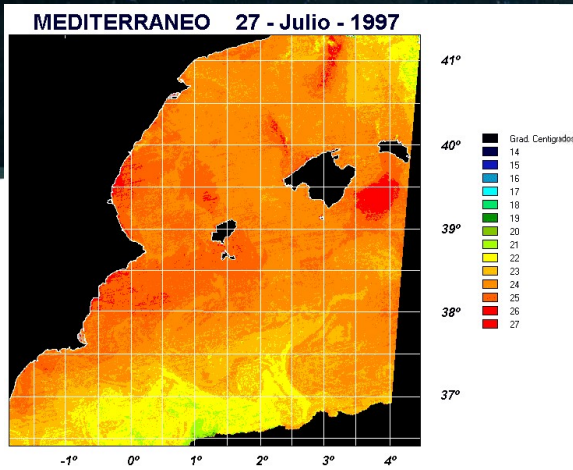 MEDITERRANEO 27 - Julio - 1997
41º
40º
39º
38º
37º
-1º 0º 1º 2º 3º 4º
Grad. Centigrados
14
15
16
17
18
19
20
21
22
23
24
25
26
27